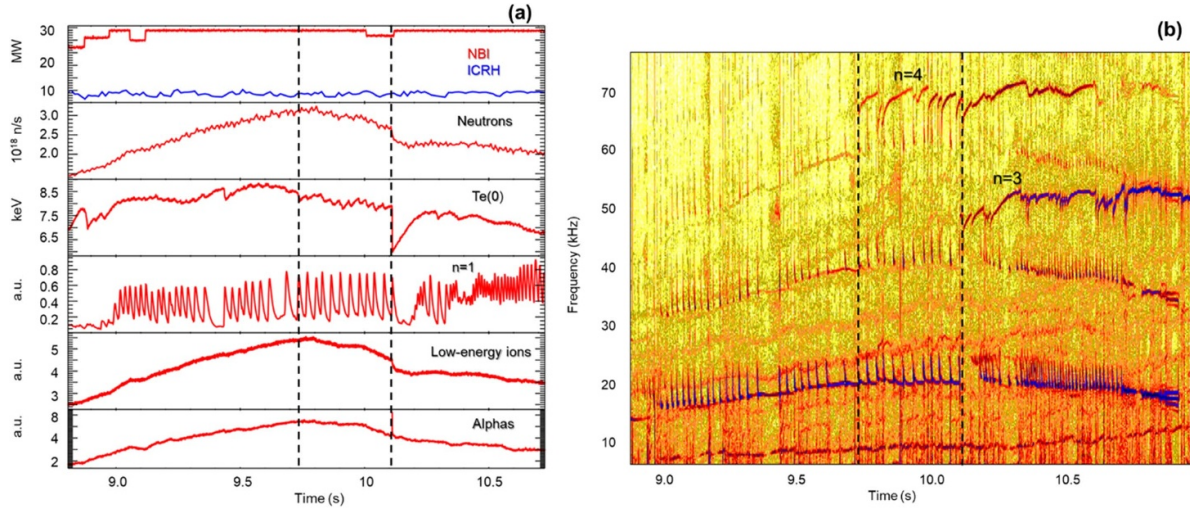 (a)
30
20
10
MW
NBI
ICRH
3.0
2.5
2.0
10¹⁸ n/s
Neutrons
8.5
7.5
6.5
keV
Te(0)
0.8
0.6
0.4
0.2
a.u.
n=1
5
4
3
a.u.
Low-energy ions
8
4
2
a.u.
Alphas
9.0 9.5 10 10.5
Time (s)
(b)
70
60
50
40
30
20
10
Frequency (kHz)
n=4
n=3
9.0 9.5 10.0 10.5
Time (s)